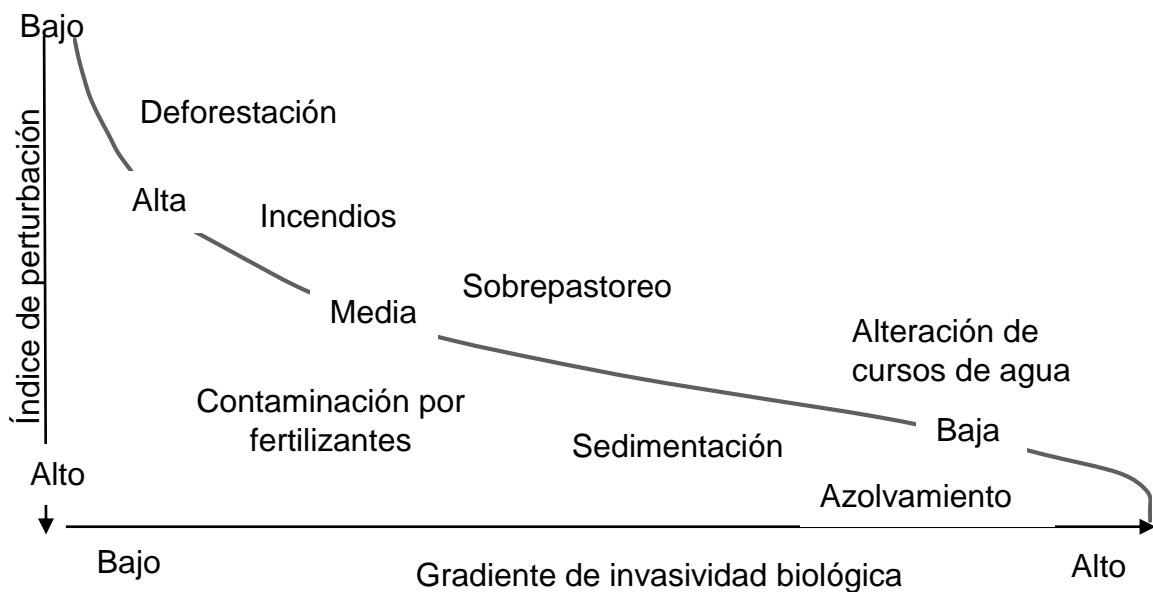 Bajo
Índice de perturbación
Deforestación
Alta
Incendios
Sobrepastoreo
Media
Alteración de
cursos de agua
Contaminación por
fertilizantes
Baja
Sedimentación
Alto
Azolvamiento
Bajo
Gradiente de invasividad biológica
Alto